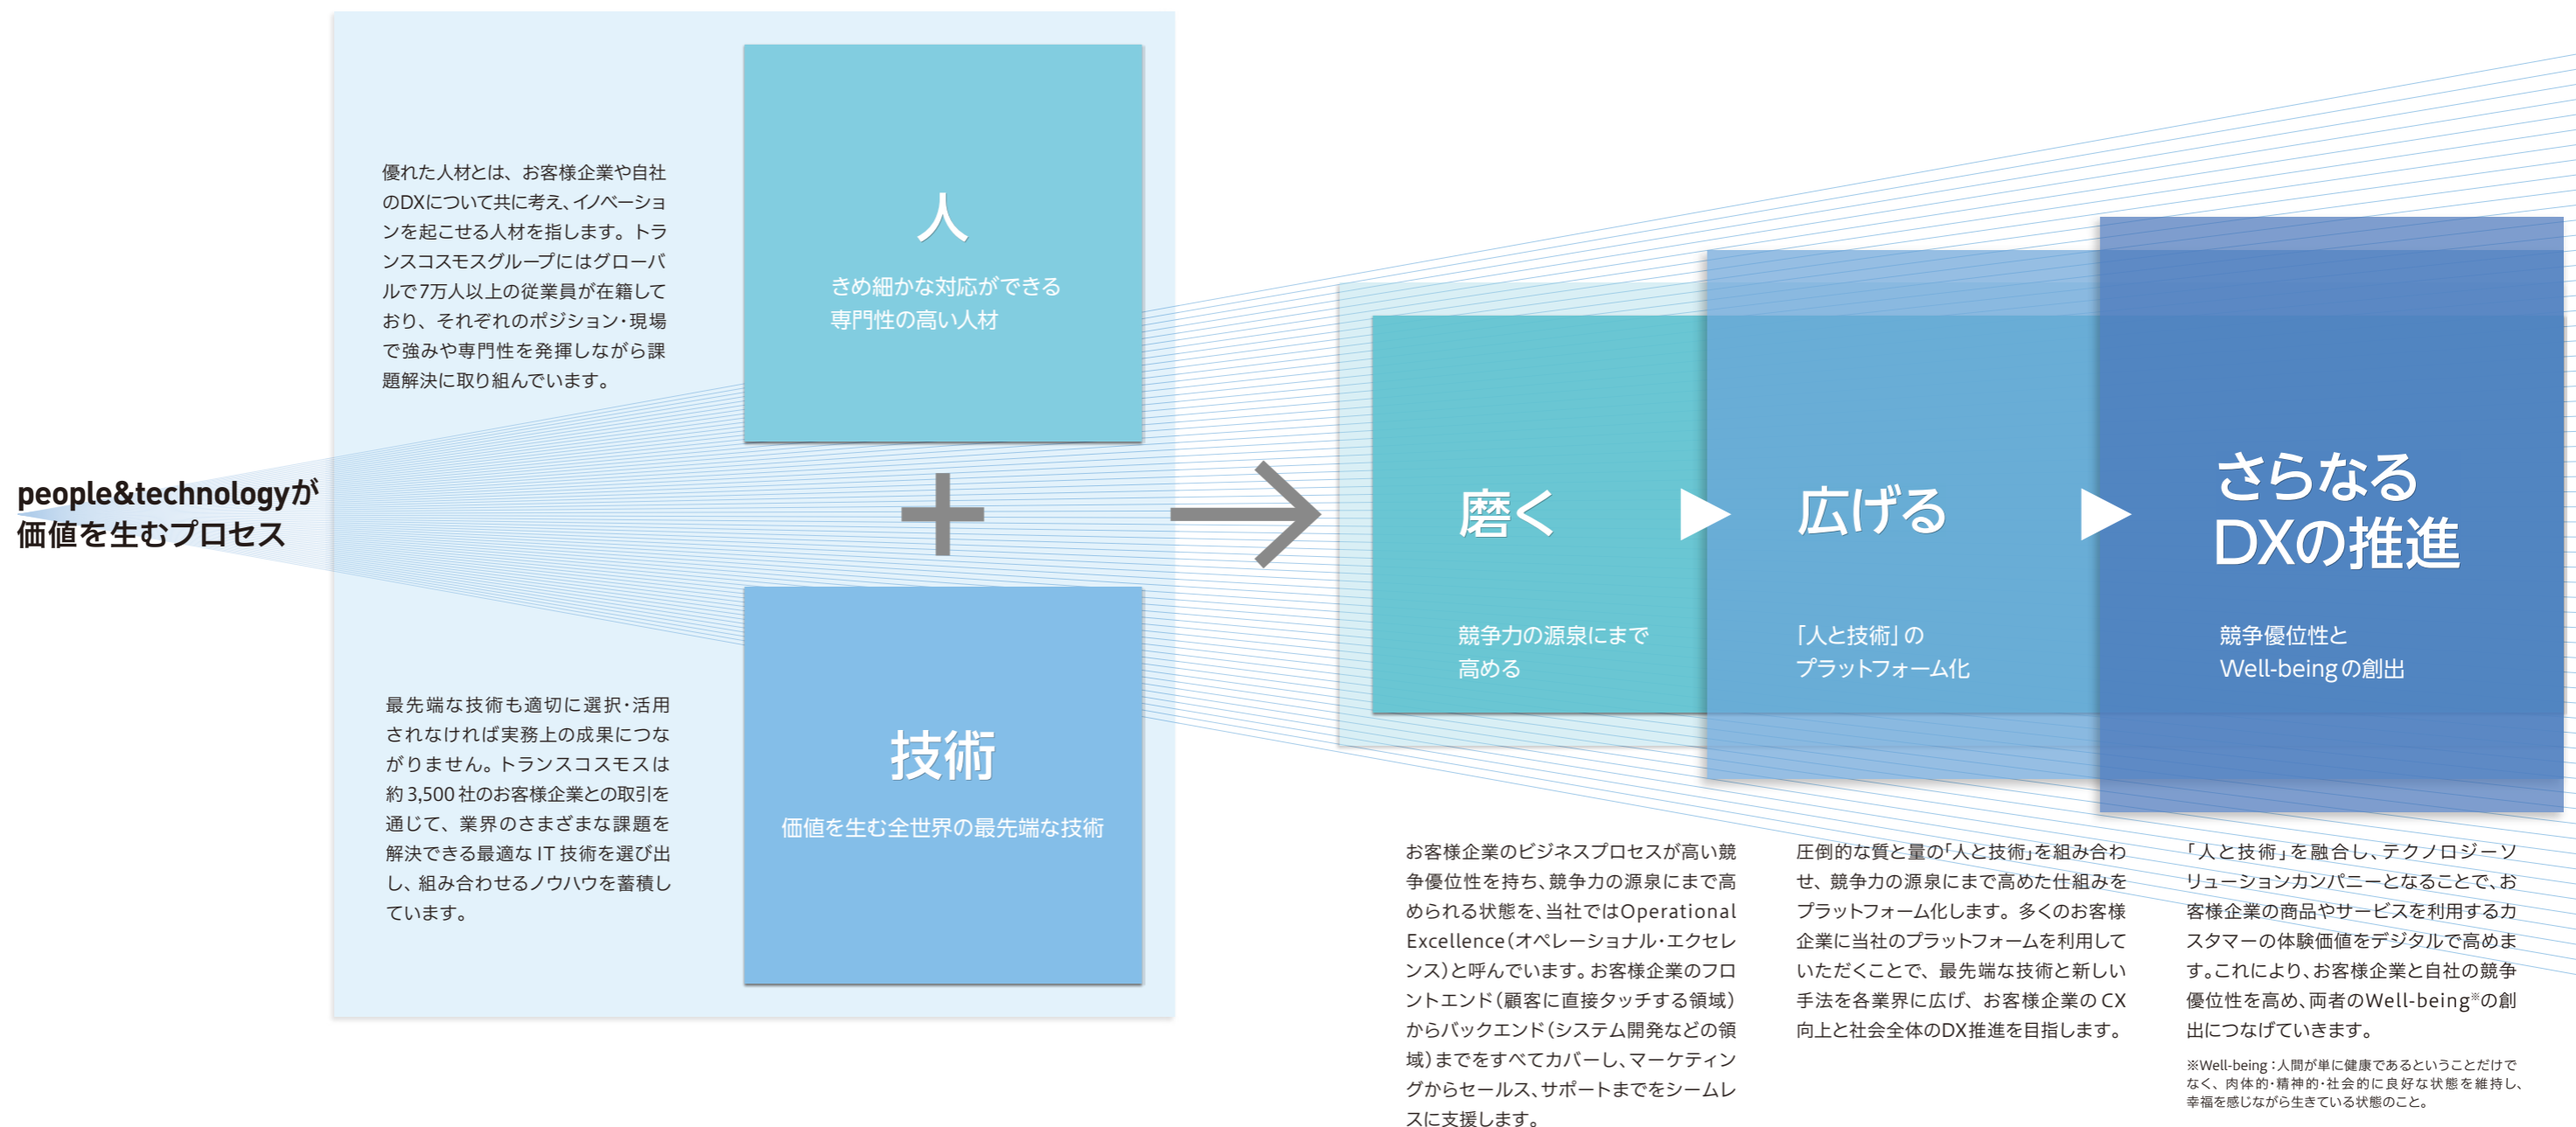 people&technologyが
価値を生むプロセス
優れた人材とは、お客様企業や自社
のDXについて共に考え、イノベーショ
ンを起こせる人材を指します。トラ
ンスコスモスグループにはグローバ
ルで7万人以上の従業員が在籍して
おり、それぞれのポジション・現場
で強みや専門性を発揮しながら課
題解決に取り組んでいます。
人
きめ細かな対応ができる
専門性の高い人材
+
最先端な技術も適切に選択・活用
されなければ実務上の成果につな
がりません。トランスコスモスは
約3,500社のお客様企業との取引を
通じて、業界のさまざまな課題を
解決できる最適なIT技術を選び出
し、組み合わせるノウハウを蓄積し
ています。
技術
価値を生む全世界の最先端な技術
磨く
競争力の源泉にまで
高める
広げる
「人と技術」の
プラットフォーム化
さらなる
DXの推進
競争優位性と
Well-beingの創出
お客様企業のビジネスプロセスが高い競
争優位性を持ち、競争力の源泉にまで高
められる状態を、当社ではOperational
Excellence(オペレーショナル・エクセレ
ンス)と呼んでいます。お客様企業のフロ
ントエンド(顧客に直接タッチする領域)
からバックエンド(システム開発などの領
域)までをすべてカバーし、マーケティン
グからセールス、サポートまでをシームレ
スに支援します。
圧倒的な質と量の「人と技術」を組み合わ
せ、競争力の源泉にまで高めた仕組みを
プラットフォーム化します。多くのお客様
企業に当社のプラットフォームを利用して
いただくことで、最先端な技術と新しい
手法を各業界に広げ、お客様企業のCX
向上と社会全体のDX推進を目指します。
「人と技術」を融合し、テクノロジーソ
リューションカンパニーとなることで、お
客様企業の商品やサービスを利用するカ
スタマーの体験価値をデジタルで高めま
す。これにより、お客様企業と自社の競争
優位性を高め、両者のWell-being※の創
出につなげていきます。
※Well-being:人間が単に健康であるということだけで
なく、肉体的・精神的・社会的に良好な状態を維持し、
幸福を感じながら生きている状態のこと。